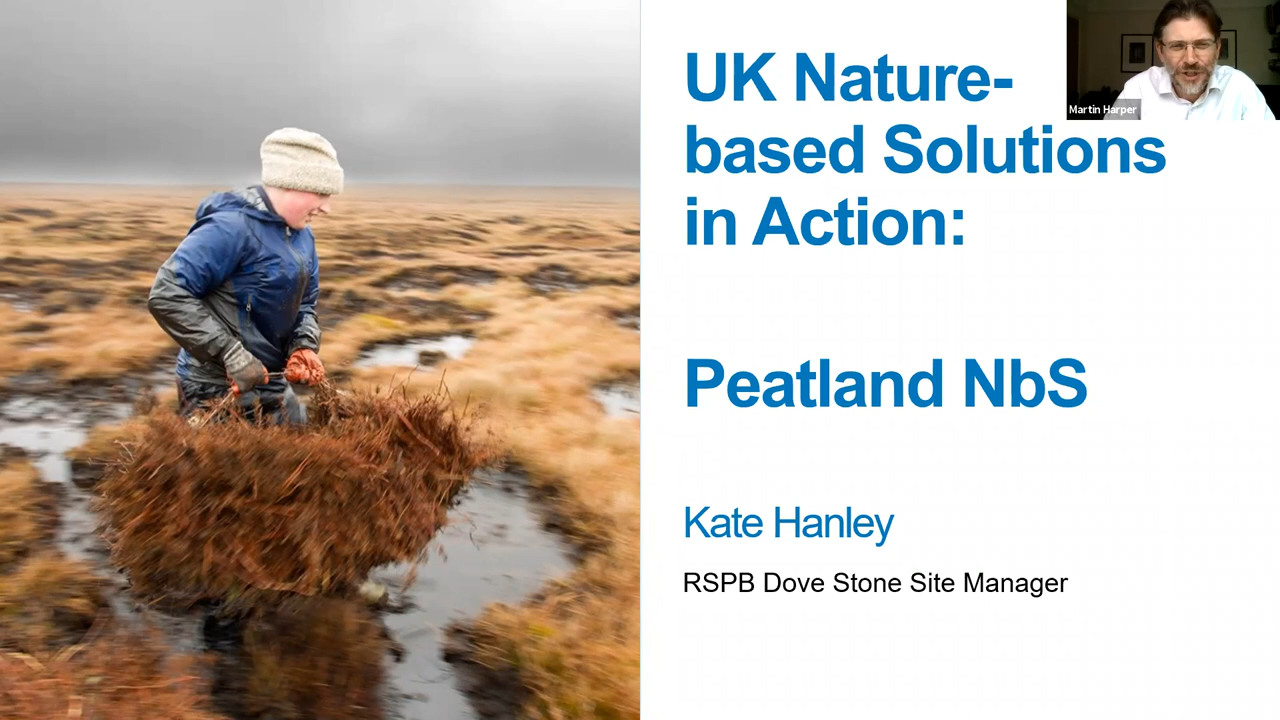 UK Nature-
based Solutions
in Action:
Peatland NbS
Kate Hanley
RSPB Dove Stone Site Manager
Martin Harper